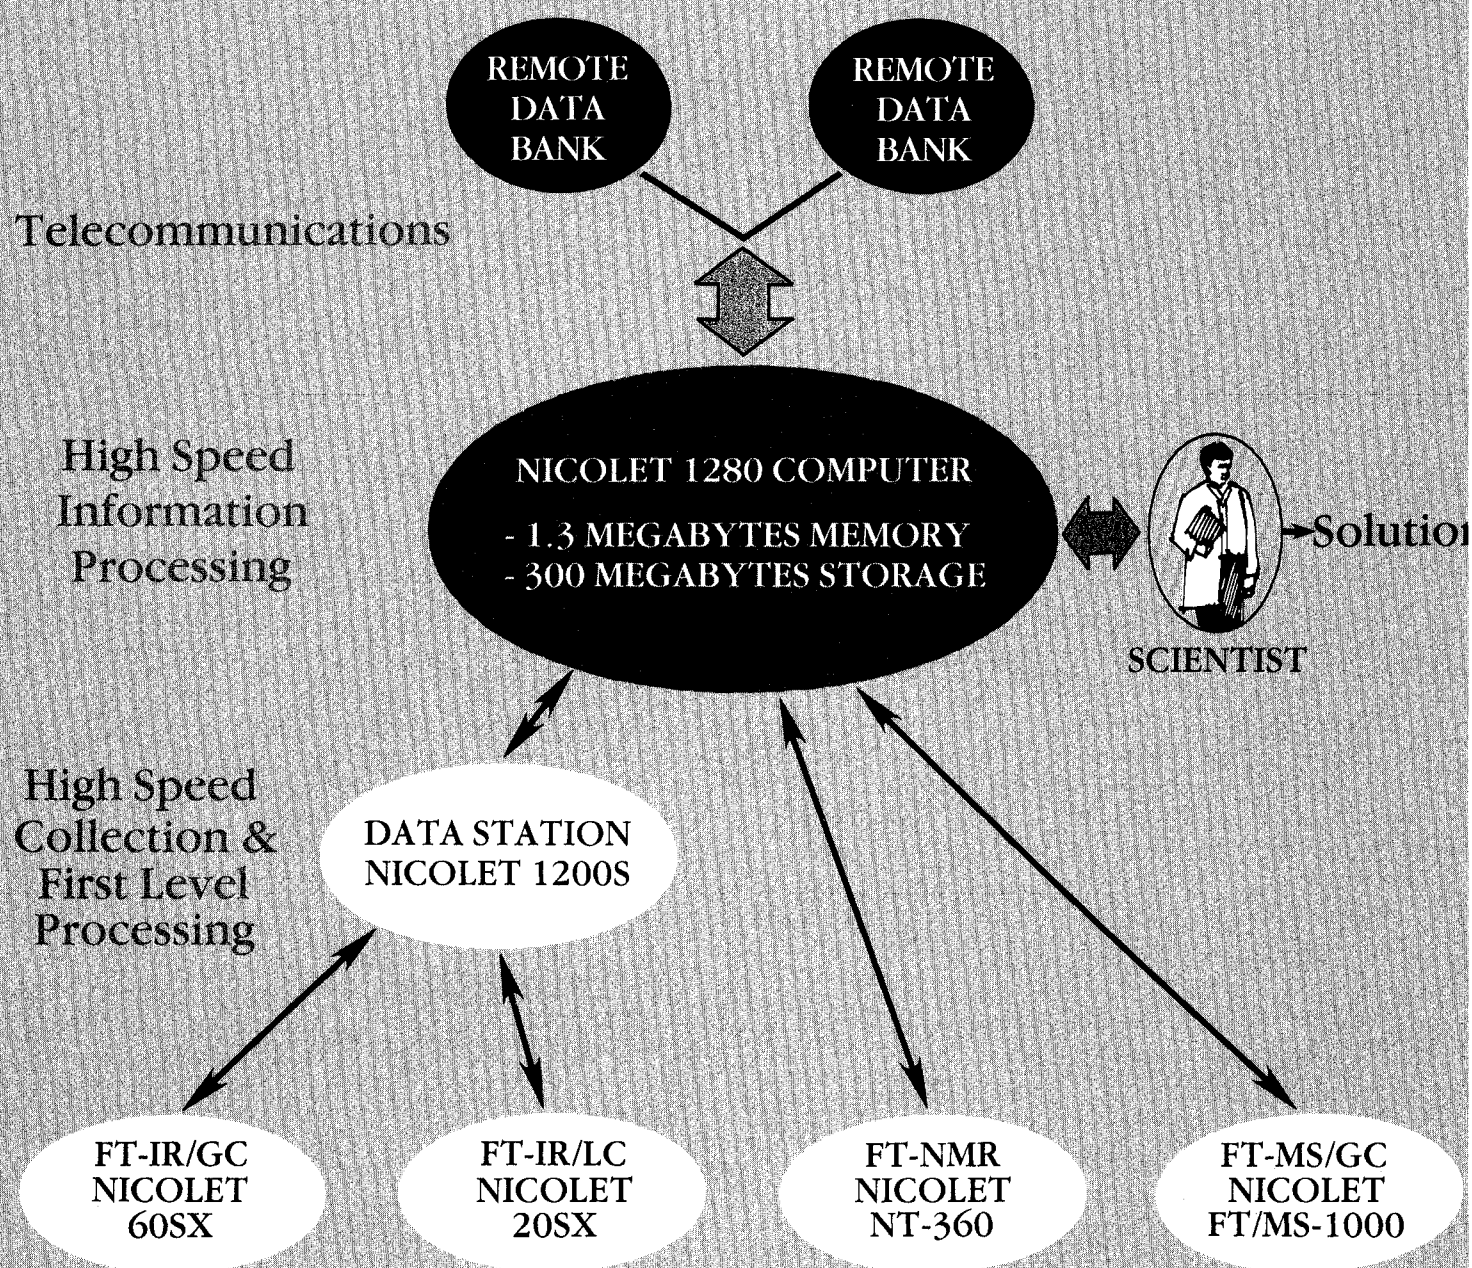 REMOTE
DATA
BANK
REMOTE
DATA
BANK
Telecommunications
High Speed
Information
Processing
NICOLET 1280 COMPUTER
- 1.3 MEGABYTES MEMORY
- 300 MEGABYTES STORAGE
Solution
SCIENTIST
High Speed
Collection &
First Level
Processing
DATA STATION
NICOLET 1200S
FT-IR/GC
NICOLET
60SX
FT-IR/LC
NICOLET
20SX
FT-NMR
NICOLET
NT-360
FT-MS/GC
NICOLET
FT/MS-1000